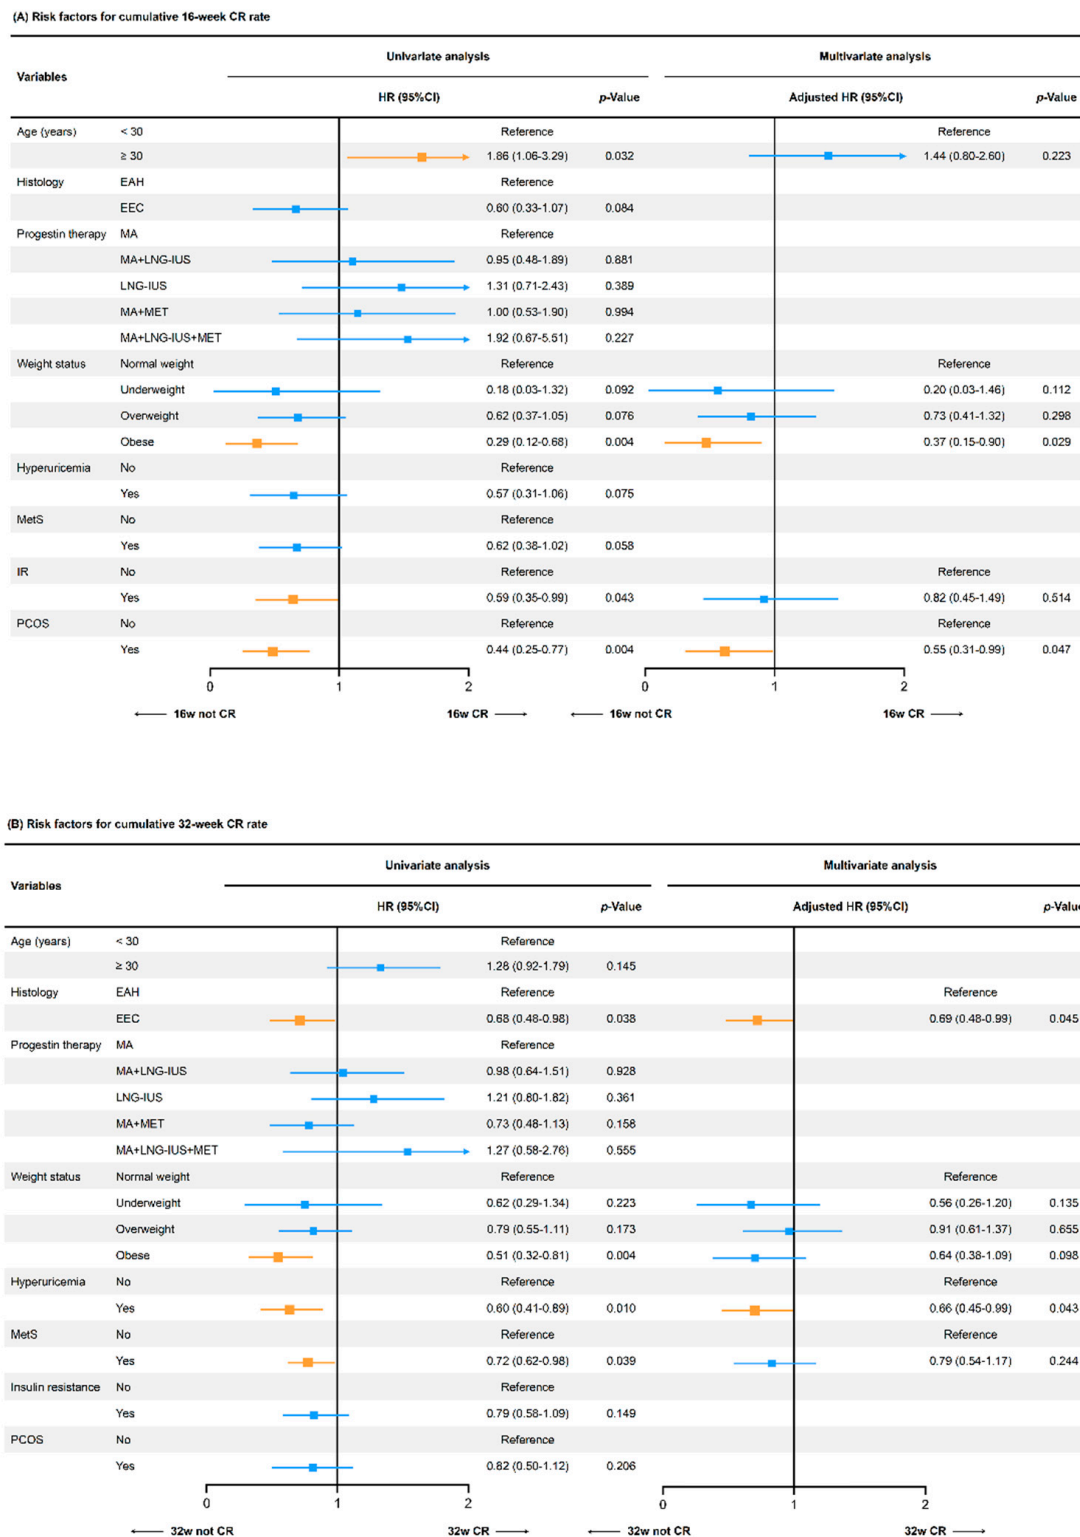 (A) Risk factors for cumulative 16-week CR rate
Univariate analysis Multivariate analysis
Variables
HR (95%CI) p-Value Adjusted HR (95%CI) p-Value
Age (years) < 30 Reference Reference
≥ 30 1.86 (1.06-3.29) 0.032 1.44 (0.80-2.60) 0.223
Histology EAH Reference
EEC 0.60 (0.33-1.07) 0.084
Progestin therapy MA Reference
MA+LNG-IUS 0.95 (0.48-1.89) 0.881
LNG-IUS 1.31 (0.71-2.43) 0.389
MA+MET 1.00 (0.53-1.90) 0.994
MA+LNG-IUS+MET 1.92 (0.67-5.51) 0.227
Weight status Normal weight Reference Reference
Underweight 0.18 (0.03-1.32) 0.092 0.20 (0.03-1.46) 0.112
Overweight 0.62 (0.37-1.05) 0.076 0.73 (0.41-1.32) 0.298
Obese 0.29 (0.12-0.68) 0.004 0.37 (0.15-0.90) 0.029
Hyperuricemia No Reference
Yes 0.57 (0.31-1.06) 0.075
MetS No Reference
Yes 0.62 (0.38-1.02) 0.058
IR No Reference Reference
Yes 0.59 (0.35-0.99) 0.043 0.82 (0.45-1.49) 0.514
PCOS No Reference Reference
Yes 0.44 (0.25-0.77) 0.004 0.55 (0.31-0.99) 0.047
0 1 2 0 1 2
← 16w not CR 16w CR → ← 16w not CR 16w CR →
(B) Risk factors for cumulative 32-week CR rate
Univariate analysis Multivariate analysis
Variables
HR (95%CI) p-Value Adjusted HR (95%CI) p-Value
Age (years) < 30 Reference
≥ 30 1.28 (0.92-1.79) 0.145
Histology EAH Reference Reference
EEC 0.68 (0.48-0.98) 0.038 0.69 (0.48-0.99) 0.045
Progestin therapy MA Reference
MA+LNG-IUS 0.98 (0.64-1.51) 0.928
LNG-IUS 1.21 (0.80-1.82) 0.361
MA+MET 0.73 (0.48-1.13) 0.158
MA+LNG-IUS+MET 1.27 (0.58-2.76) 0.555
Weight status Normal weight Reference Reference
Underweight 0.62 (0.29-1.34) 0.223 0.56 (0.26-1.20) 0.135
Overweight 0.79 (0.55-1.11) 0.173 0.91 (0.61-1.37) 0.655
Obese 0.51 (0.32-0.81) 0.004 0.64 (0.38-1.09) 0.098
Hyperuricemia No Reference Reference
Yes 0.60 (0.41-0.89) 0.010 0.66 (0.45-0.99) 0.043
MetS No Reference Reference
Yes 0.72 (0.62-0.98) 0.039 0.79 (0.54-1.17) 0.244
Insulin resistance No Reference
Yes 0.79 (0.58-1.09) 0.149
PCOS No Reference
Yes 0.82 (0.50-1.12) 0.206
0 1 2 0 1 2
← 32w not CR 32w CR → ← 32w not CR 32w CR →